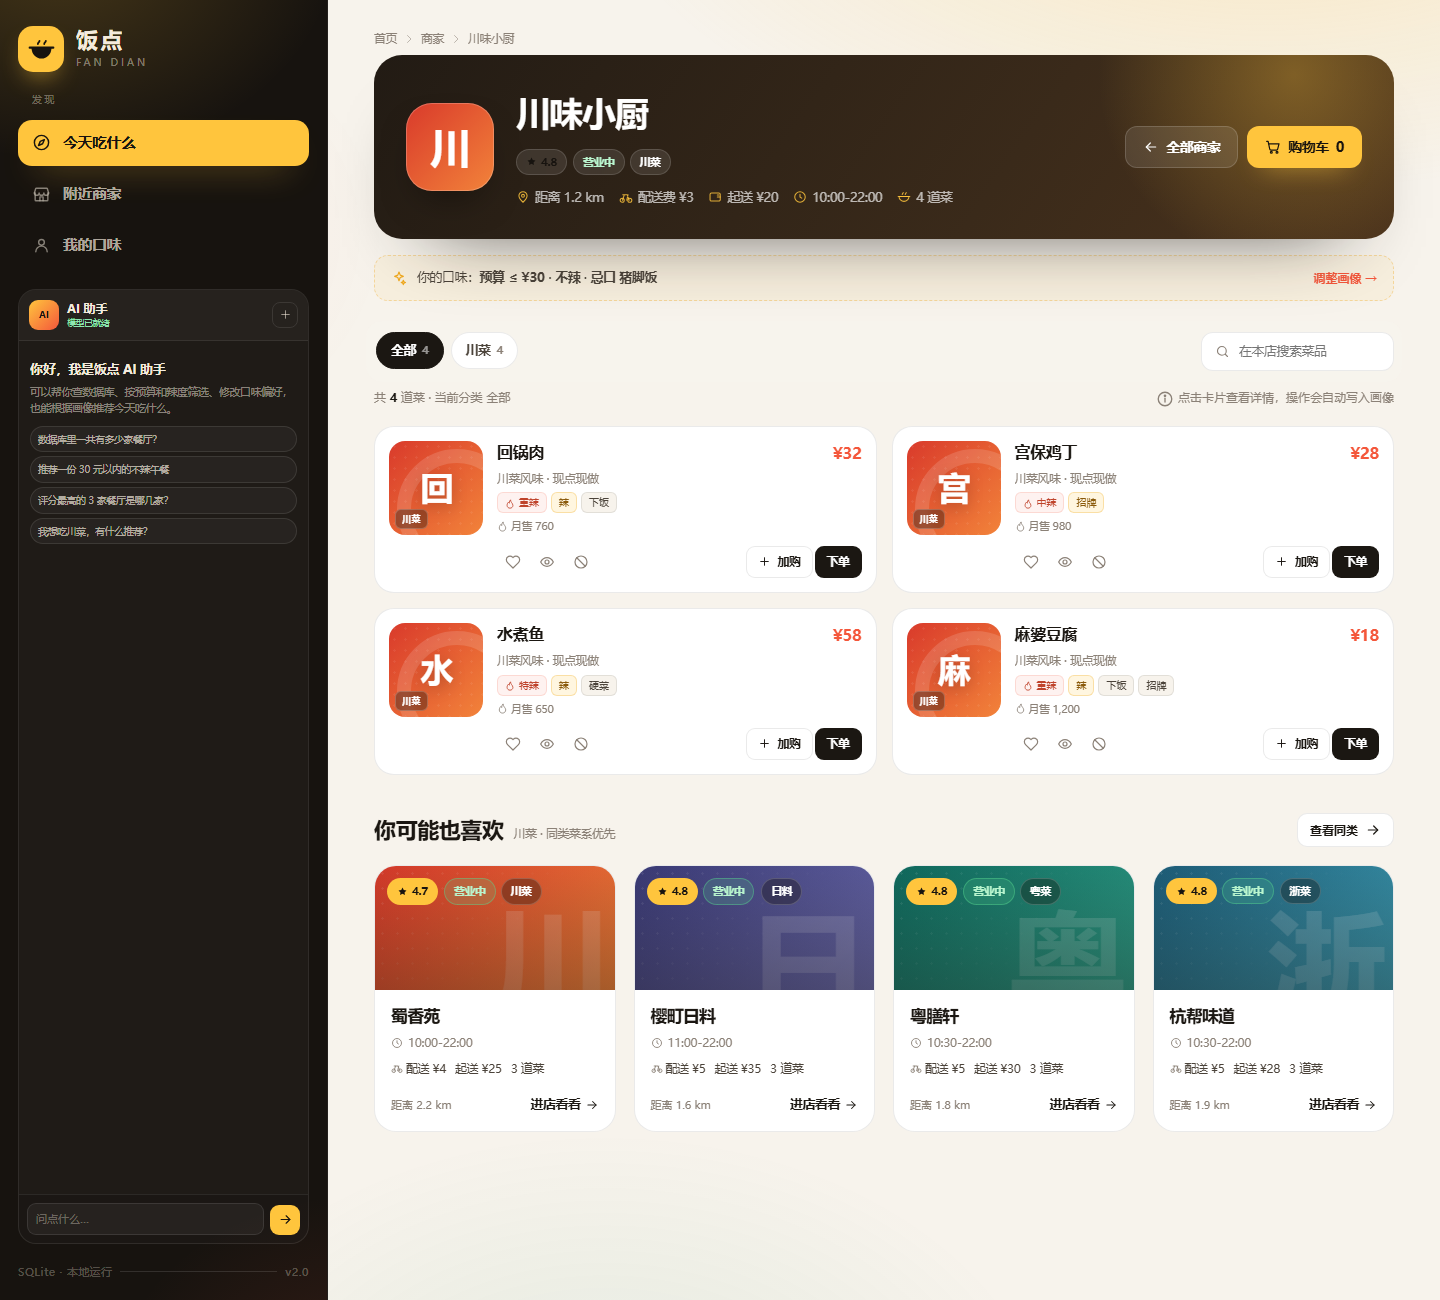 饭点
FAN DIAN
发现
今天吃什么
附近商家
我的口味
AI
AI 助手
模型已就绪
你好，我是饭点 AI 助手
可以帮你查数据库、按预算和辣度筛选、修改口味偏好，
也能根据画像推荐今天吃什么。
数据库里一共有多少家餐厅？
推荐一份 30 元以内的不辣午餐
评分最高的 3 家餐厅是哪几家？
我想吃川菜，有什么推荐？
问点什么...
SQLite · 本地运行
v2.0
首页 > 商家 > 川味小厨
川
川味小厨
4.8 营业中 川菜
距离 1.2 km 配送费 ¥3 起送 ¥20 10:00-22:00 4 道菜
全部商家
购物车 0
你的口味：预算 ≤ ¥30 · 不辣 · 忌口 猪脚饭
调整画像 →
全部 4
川菜 4
在本店搜索菜品
共 4 道菜 · 当前分类 全部
点击卡片查看详情，操作会自动写入画像
回
川菜
回锅肉
¥32
川菜风味 · 现点现做
重辣 辣 下饭
月售 760
加购 下单
宫
川菜
宫保鸡丁
¥28
川菜风味 · 现点现做
中辣 招牌
月售 980
加购 下单
水
川菜
水煮鱼
¥58
川菜风味 · 现点现做
特辣 辣 硬菜
月售 650
加购 下单
麻
川菜
麻婆豆腐
¥18
川菜风味 · 现点现做
重辣 辣 下饭 招牌
月售 1,200
加购 下单
你可能也喜欢
川菜 · 同类菜系优先
查看同类
4.7 营业中 川菜
川
蜀香苑
10:00-22:00
配送 ¥4 起送 ¥25 3 道菜
距离 2.2 km
进店看看
4.8 营业中 日料
日
樱町日料
11:00-22:00
配送 ¥5 起送 ¥35 3 道菜
距离 1.6 km
进店看看
4.8 营业中 粤菜
粤
粤膳轩
10:30-22:00
配送 ¥5 起送 ¥30 3 道菜
距离 1.8 km
进店看看
4.8 营业中 浙菜
浙
杭帮味道
10:30-22:00
配送 ¥5 起送 ¥28 3 道菜
距离 1.9 km
进店看看